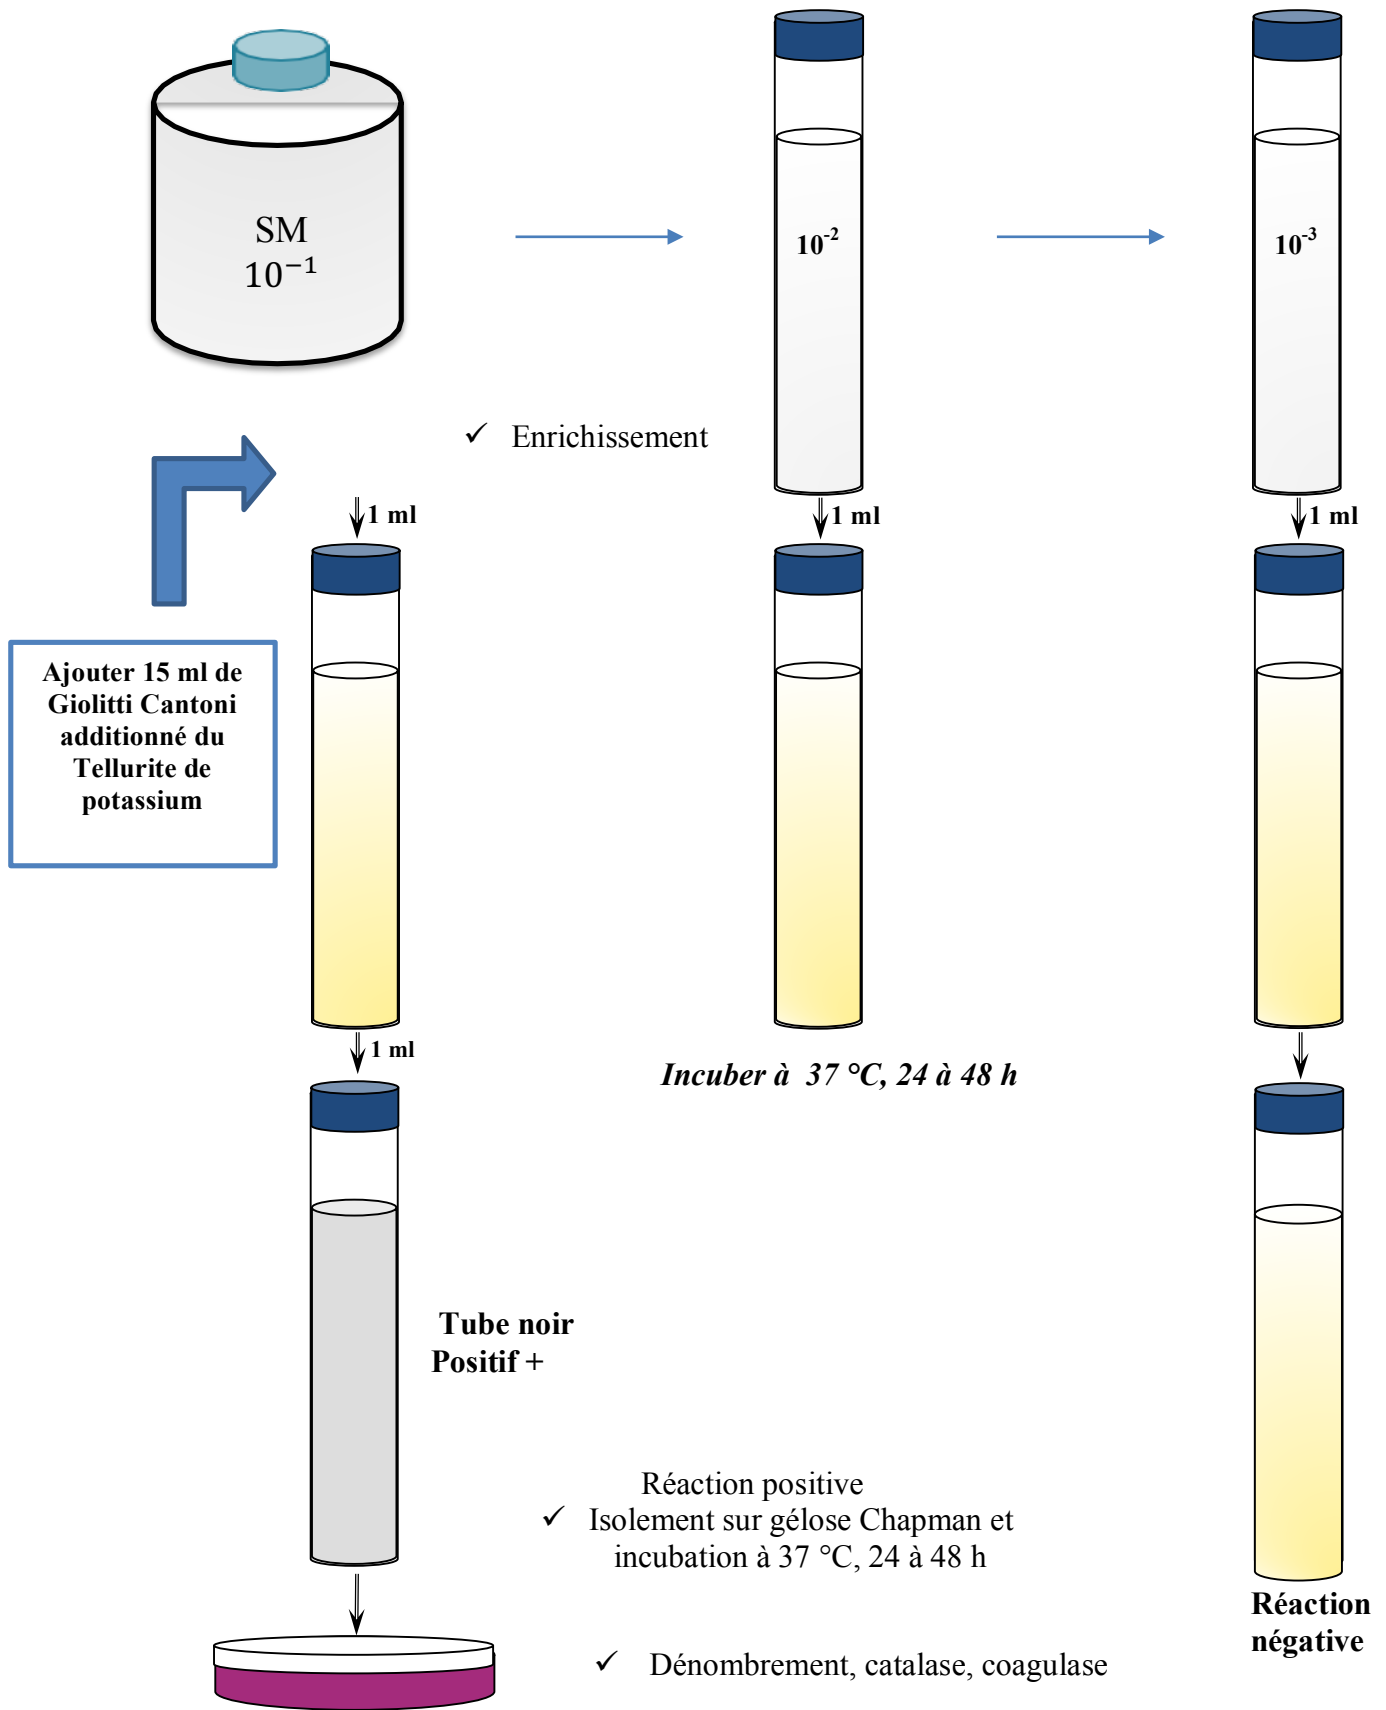 SM
10⁻¹
10⁻²
10⁻³
✓ Enrichissement
1 ml
1 ml
1 ml
Ajouter 15 ml de
Giolitti Cantoni
additionné du
Tellurite de
potassium
1 ml
Incuber à 37 °C, 24 à 48 h
Tube noir
Positif +
Réaction positive
✓ Isolement sur gélose Chapman et
incubation à 37 °C, 24 à 48 h
Réaction
négative
✓ Dénombrement, catalase, coagulase